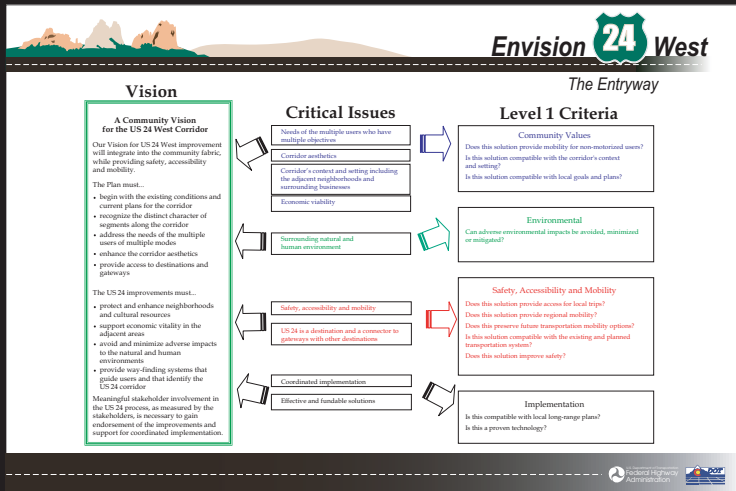 Envision 24 West
The Entryway
Vision
A Community Vision
for the US 24 West Corridor
Our Vision for US 24 West improvement
will integrate into the community fabric,
while providing safety, accessibility
and mobility.
The Plan must...
• begin with the existing conditions and
current plans for the corridor
• recognize the distinct character of
segments along the corridor
• address the needs of the multiple
users of multiple modes
• enhance the corridor aesthetics
• provide access to destinations and
gateways
The US 24 improvements must...
• protect and enhance neighborhoods
and cultural resources
• support economic vitality in the
adjacent areas
• avoid and minimize adverse impacts
to the natural and human
environments
• provide way-finding systems that
guide users and that identify the
US 24 corridor
Meaningful stakeholder involvement in
the US 24 process, as measured by the
stakeholders, is necessary to gain
endorsement of the improvements and
support for coordinated implementation.
Critical Issues
Needs of the multiple users who have
multiple objectives
Corridor aesthetics
Corridor's context and setting including
the adjacent neighborhoods and
surrounding businesses
Economic viability
Surrounding natural and
human environment
Safety, accessibility and mobility
US 24 is a destination and a connector to
gateways with other destinations
Coordinated implementation
Effective and fundable solutions
Level 1 Criteria
Community Values
Does this solution provide mobility for non-motorized users?
Is this solution compatible with the corridor's context
and setting?
Is this solution compatible with local goals and plans?
Environmental
Can adverse environmental impacts be avoided, minimized
or mitigated?
Safety, Accessibility and Mobility
Does this solution provide access for local trips?
Does this solution provide regional mobility?
Does this preserve future transportation mobility options?
Is this solution compatible with the existing and planned
transportation system?
Does this solution improve safety?
Implementation
Is this compatible with local long-range plans?
Is this a proven technology?
Federal Highway
Administration
DOT